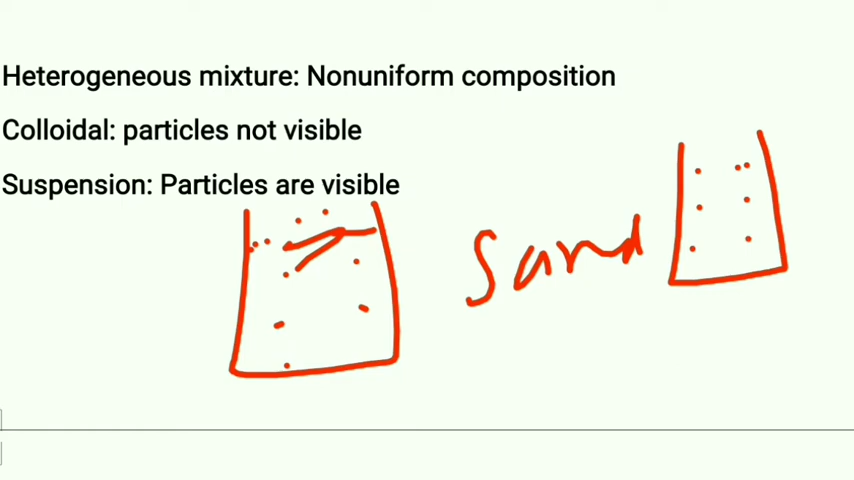 Heterogeneous mixture: Nonuniform composition
Colloidal: particles not visible
Suspension: Particles are visible
Sand